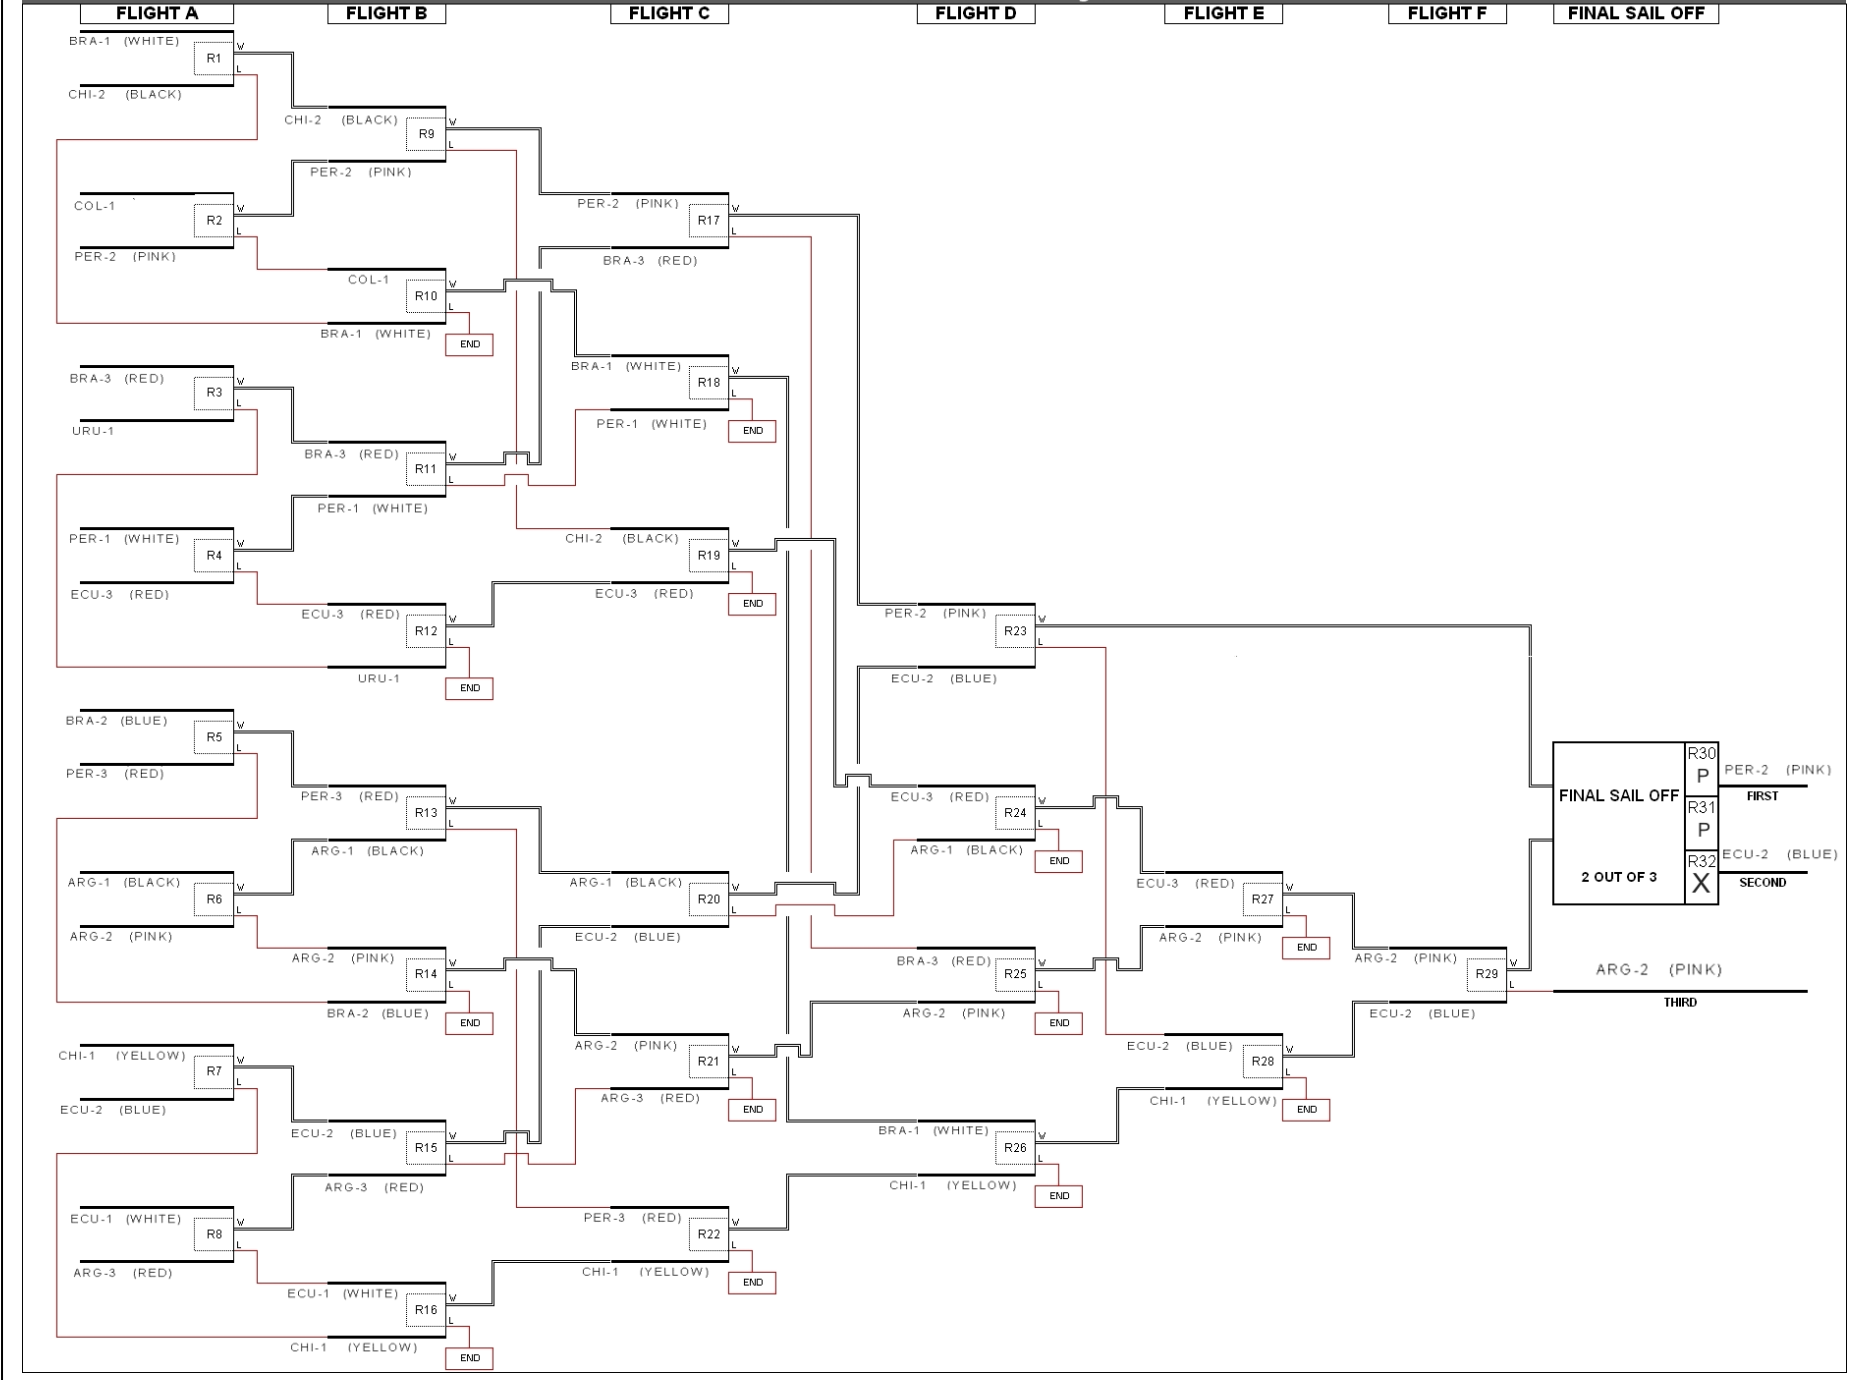 FLIGHT A
FLIGHT B
FLIGHT C
FLIGHT D
FLIGHT E
FLIGHT F
FINAL SAIL OFF
BRA-1 (WHITE)
R1
W
L
CHI-2 (BLACK)
COL-1
R2
W
L
PER-2 (PINK)
BRA-3 (RED)
R3
W
L
URU-1
PER-1 (WHITE)
R4
W
L
ECU-3 (RED)
BRA-2 (BLUE)
R5
W
L
PER-3 (RED)
ARG-1 (BLACK)
R6
W
L
ARG-2 (PINK)
CHI-1 (YELLOW)
R7
W
L
ECU-2 (BLUE)
ECU-1 (WHITE)
R8
W
L
ARG-3 (RED)
CHI-2 (BLACK)
R9
W
L
PER-2 (PINK)
COL-1
R10
W
L
BRA-1 (WHITE)
END
BRA-3 (RED)
R11
W
L
PER-1 (WHITE)
ECU-3 (RED)
R12
W
L
URU-1
END
PER-3 (RED)
R13
W
L
ARG-1 (BLACK)
ARG-2 (PINK)
R14
W
L
BRA-2 (BLUE)
END
ECU-2 (BLUE)
R15
W
L
ARG-3 (RED)
ECU-1 (WHITE)
R16
W
L
CHI-1 (YELLOW)
END
PER-2 (PINK)
R17
W
L
BRA-3 (RED)
BRA-1 (WHITE)
R18
W
L
PER-1 (WHITE)
END
CHI-2 (BLACK)
R19
W
L
ECU-3 (RED)
END
ARG-1 (BLACK)
R20
W
L
ECU-2 (BLUE)
ARG-2 (PINK)
R21
W
L
ARG-3 (RED)
END
PER-3 (RED)
R22
W
L
CHI-1 (YELLOW)
END
PER-2 (PINK)
R23
W
L
ECU-2 (BLUE)
ECU-3 (RED)
R24
W
L
ARG-1 (BLACK)
END
BRA-3 (RED)
R25
W
L
ARG-2 (PINK)
END
BRA-1 (WHITE)
R26
W
L
CHI-1 (YELLOW)
END
ECU-3 (RED)
R27
W
L
ARG-2 (PINK)
END
ECU-2 (BLUE)
R28
W
L
CHI-1 (YELLOW)
END
ARG-2 (PINK)
R29
W
L
ECU-2 (BLUE)
FINAL SAIL OFF
2 OUT OF 3
R30
P
R31
P
R32
X
PER-2 (PINK)
FIRST
ECU-2 (BLUE)
SECOND
ARG-2 (PINK)
THIRD